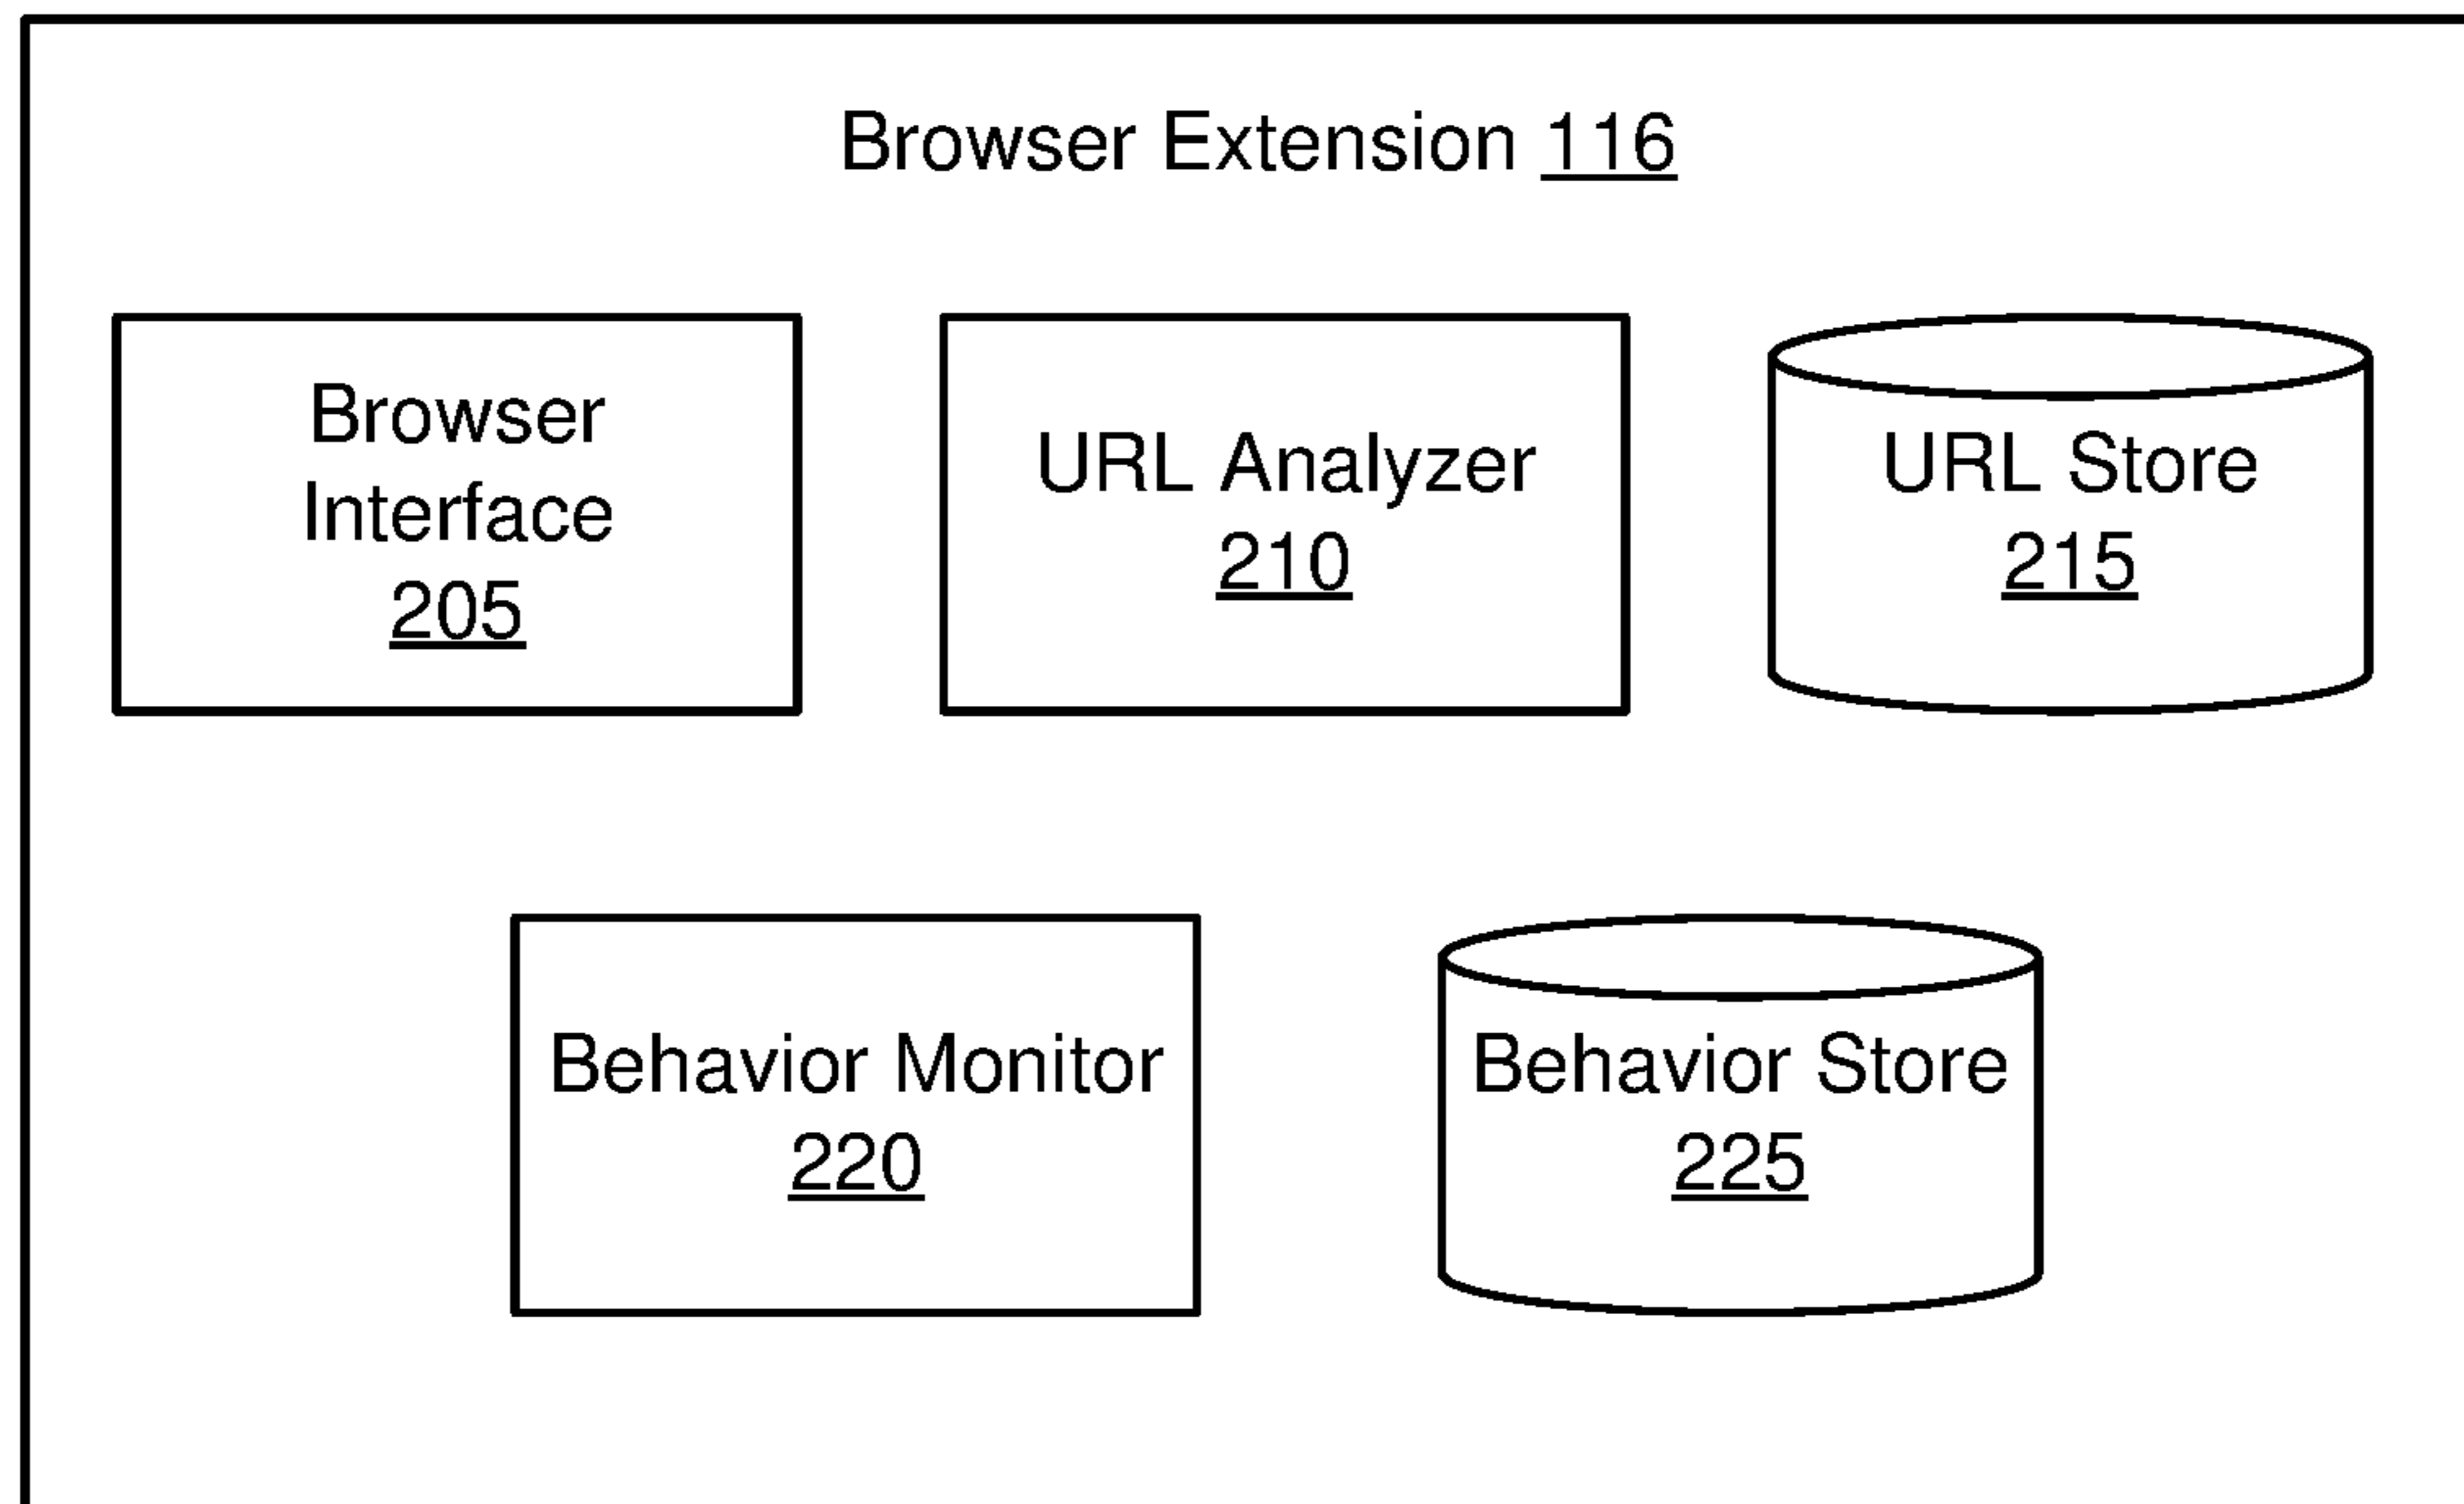 Browser Extension 116
Browser
Interface
205
URL Analyzer
210
URL Store
215
Behavior Monitor
220
Behavior Store
225